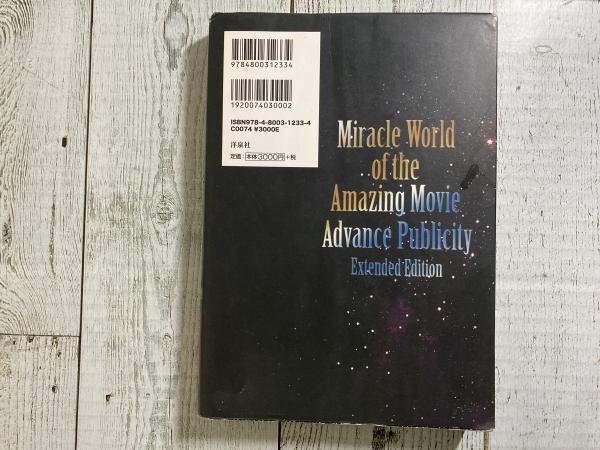 9784800312334
1920074030002
ISBN978-4-8003-1233-4
C0074 ¥3000E
洋泉社
定価：本体3000円+税
Miracle World
of the
Amazing Movie
Advance Publicity
Extended Edition